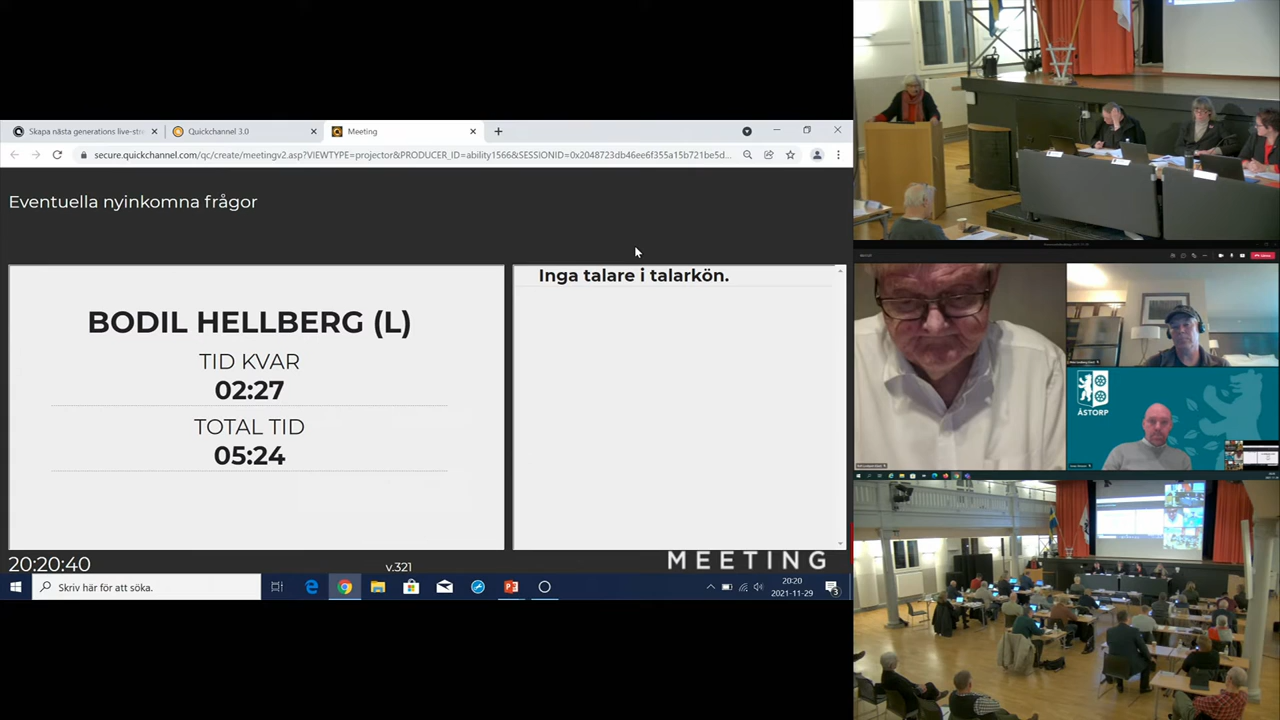 Skapa nästa generations live-str
Quickchannel 3.0
Meeting
secure.quickchannel.com/qc/create/meetingv2.asp?VIEWTYPE=projector&PRODUCER_ID=ability1566&SESSIONID=0x2048723db46ee6f355a15b721be5d...
Eventuella nyinkomna frågor
BODIL HELLBERG (L)
TID KVAR
02:27
TOTAL TID
05:24
Inga talare i talarkön.
20:20:40
v.321
MEETING
Skriv här för att söka.
20:20
2021-11-29
3
ÅSTORP